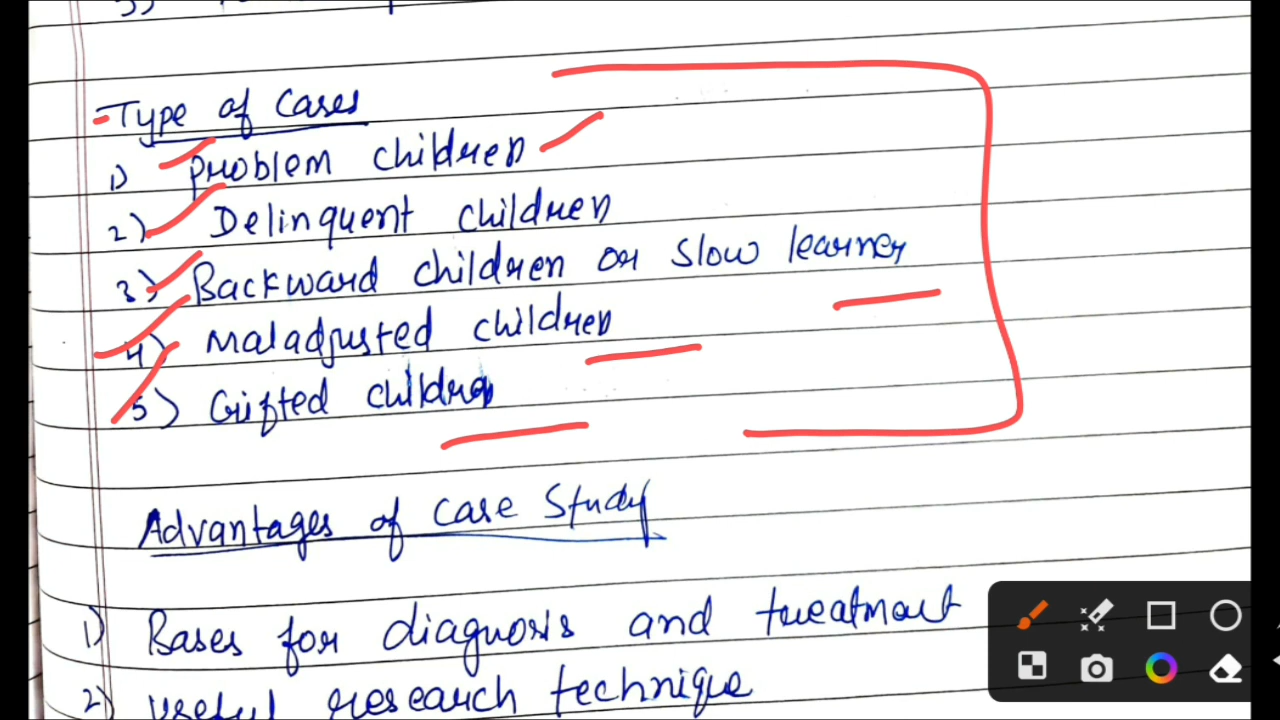 Type of Cases
1) Problem children
2) Delinquent children
3) Backward children or slow learner
4) Maladjusted children
5) Gifted children
Advantages of Case Study
1) Bases for diagnosis and treatment
2) useful research technique